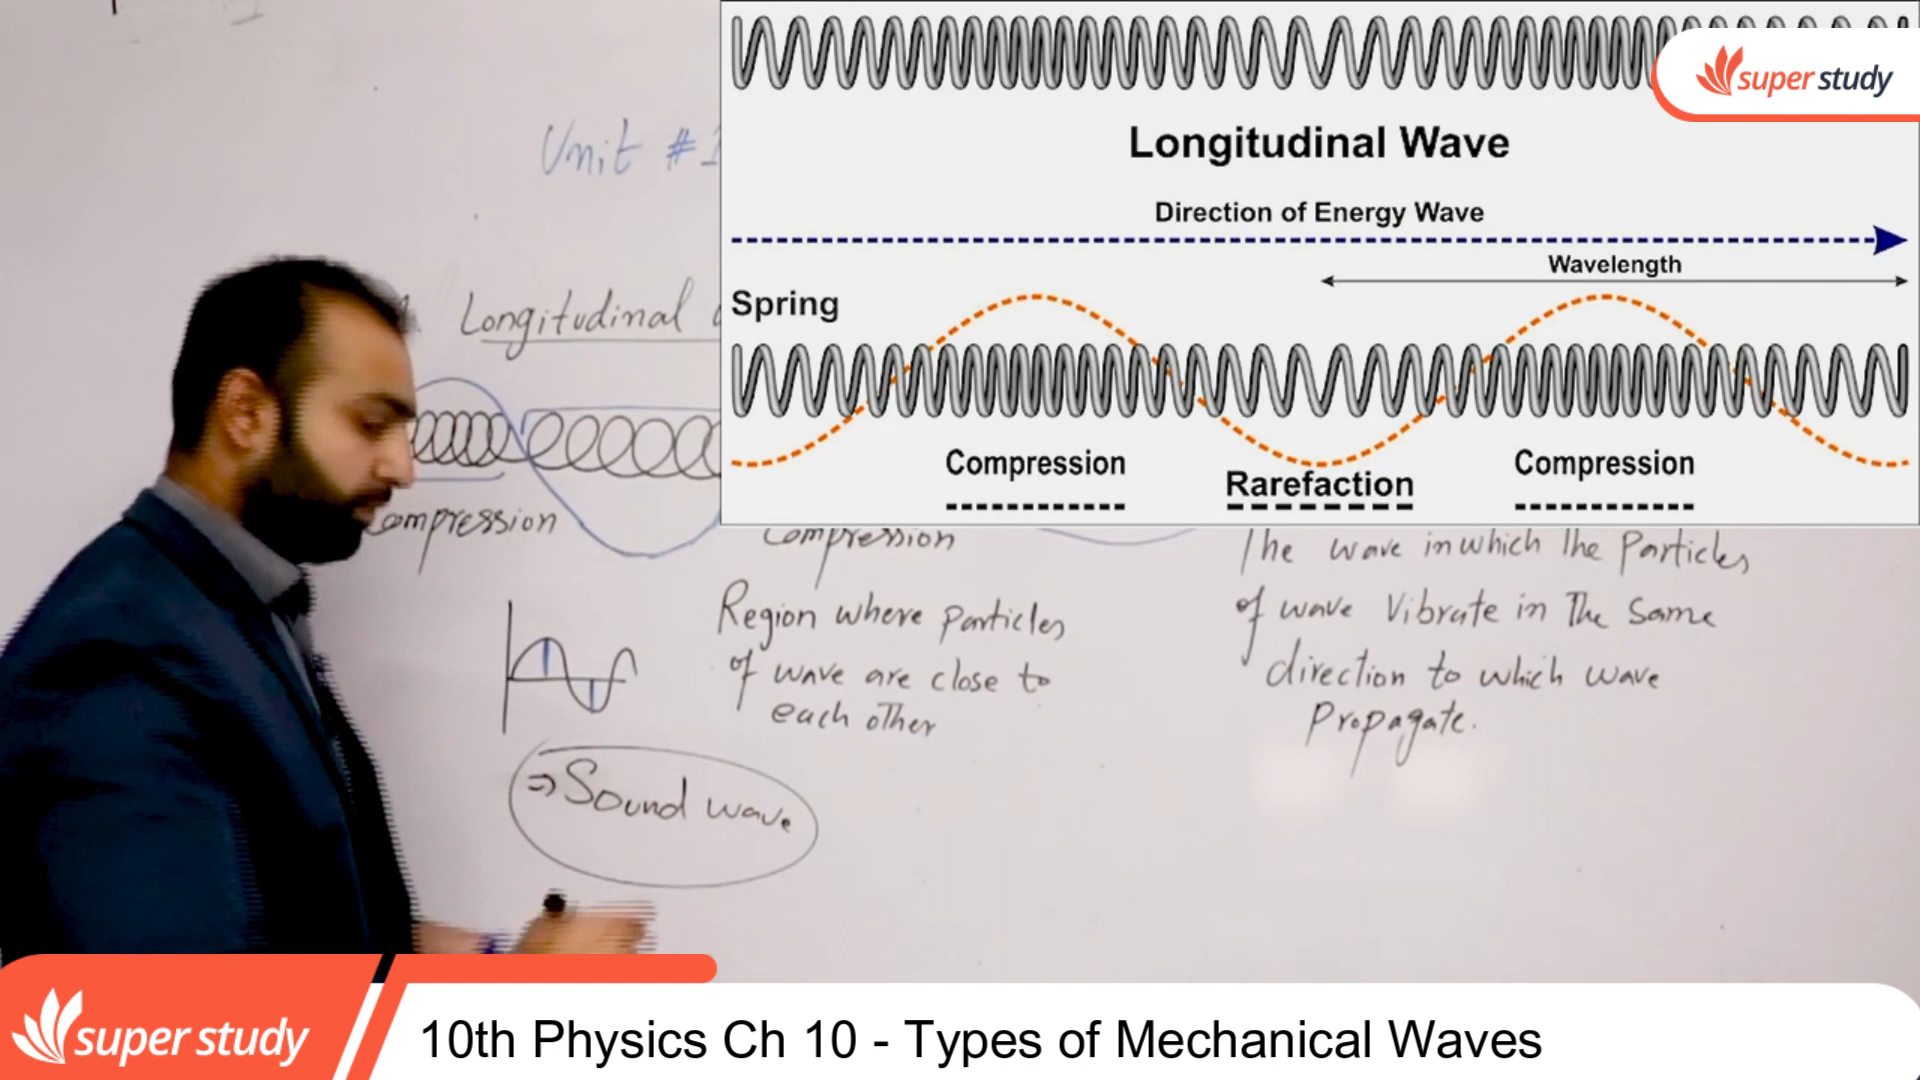 super study
Longitudinal Wave
Direction of Energy Wave
Wavelength
Spring
Compression
Rarefaction
Compression
Unit #1
Longitudinal
Compression
Compression
Region where particles
of wave are close to
each other
The wave in which The Particles
of wave Vibrate in The Same
direction to which wave
Propagate.
⇒ Sound wave
super study
10th Physics Ch 10 - Types of Mechanical Waves